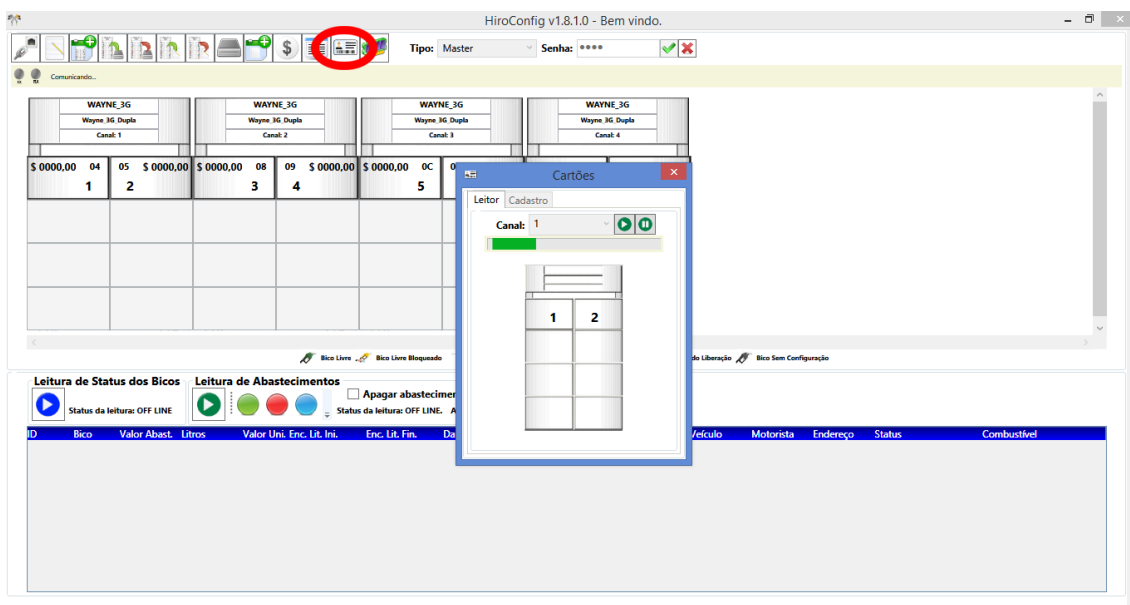 HiroConfig v1.8.1.0 - Bem vindo.
Tipo: Master Senha: ****
Comunicando..
WAYNE_3G WAYNE_3G WAYNE_3G WAYNE_3G
Wayne_3G_Dupla Wayne_3G_Dupla Wayne_3G_Dupla Wayne_3G_Dupla
Canal: 1 Canal: 2 Canal: 3 Canal: 4
$ 0000,00 04 05 $ 0000,00 $ 0000,00 08 09 $ 0000,00 $ 0000,00 0C
1 2 3 4 5
Cartões
Leitor Cadastro
Canal: 1
1 2
Bico Livre Bico Livre Bloqueado do Liberação Bico Sem Configuração
Leitura de Status dos Bicos Leitura de Abastecimentos
Apagar abastecimen
Status da leitura: OFF LINE Status da leitura: OFF LINE. A
ID Bico Valor Abast. Litros Valor Uni. Enc. Lit. Ini. Enc. Lit. Fin. Da Veículo Motorista Endereço Status Combustível